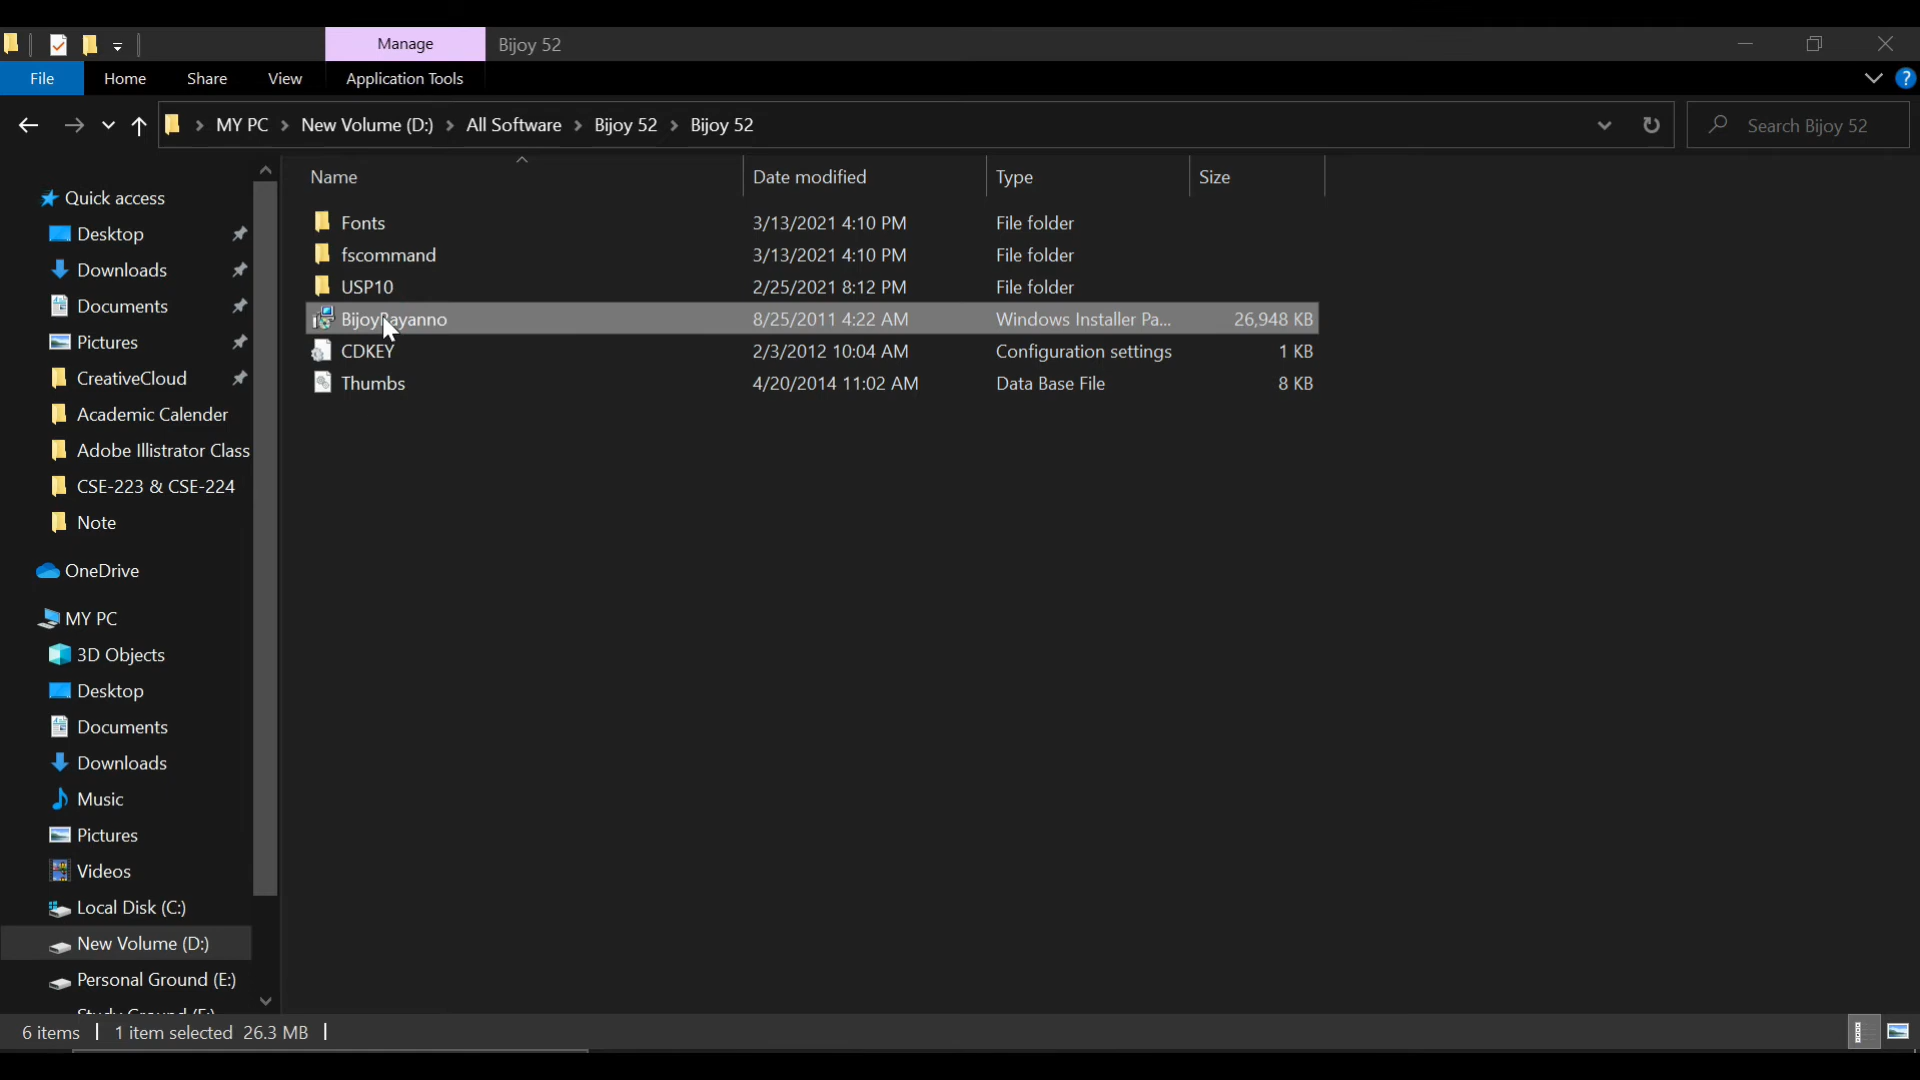 Manage
Bijoy 52
File
Home
Share
View
Application Tools
MY PC
New Volume (D:)
All Software
Bijoy 52
Bijoy 52
Search Bijoy 52
Name
Date modified
Type
Size
Fonts 3/13/2021 4:10 PM File folder
fscommand 3/13/2021 4:10 PM File folder
USP10 2/25/2021 8:12 PM File folder
BijoyBayanno 8/25/2011 4:22 AM Windows Installer Pa... 26,948 KB
CDKEY 2/3/2012 10:04 AM Configuration settings 1 KB
Thumbs 4/20/2014 11:02 AM Data Base File 8 KB
Quick access
Desktop
Downloads
Documents
Pictures
CreativeCloud
Academic Calender
Adobe Illistrator Class
CSE-223 & CSE-224
Note
OneDrive
MY PC
3D Objects
Desktop
Documents
Downloads
Music
Pictures
Videos
Local Disk (C:)
New Volume (D:)
Personal Ground (E:)
6 items
1 item selected 26.3 MB